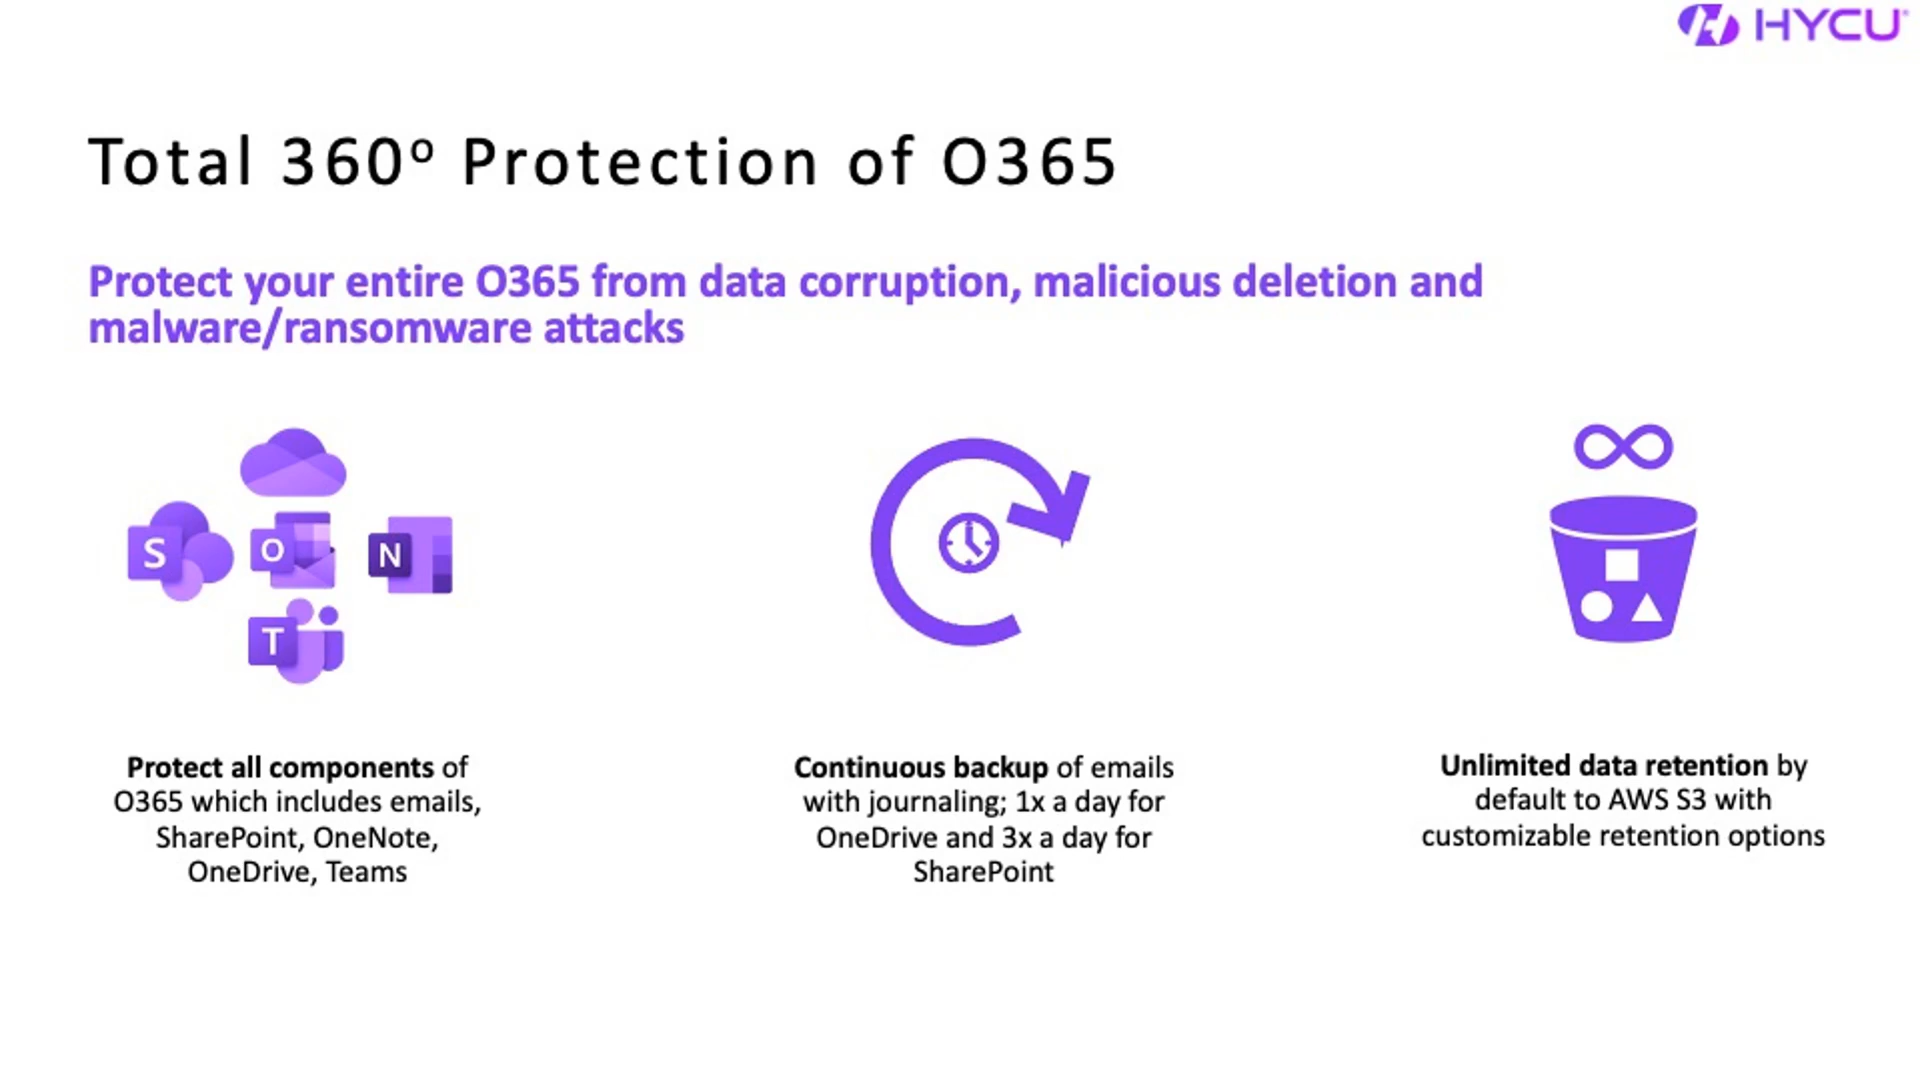 HYCU
Total 360º Protection of O365
Protect your entire O365 from data corruption, malicious deletion and
malware/ransomware attacks
S
O
N
T
Protect all components of
O365 which includes emails,
SharePoint, OneNote,
OneDrive, Teams
Continuous backup of emails
with journaling; 1x a day for
OneDrive and 3x a day for
SharePoint
Unlimited data retention by
default to AWS S3 with
customizable retention options